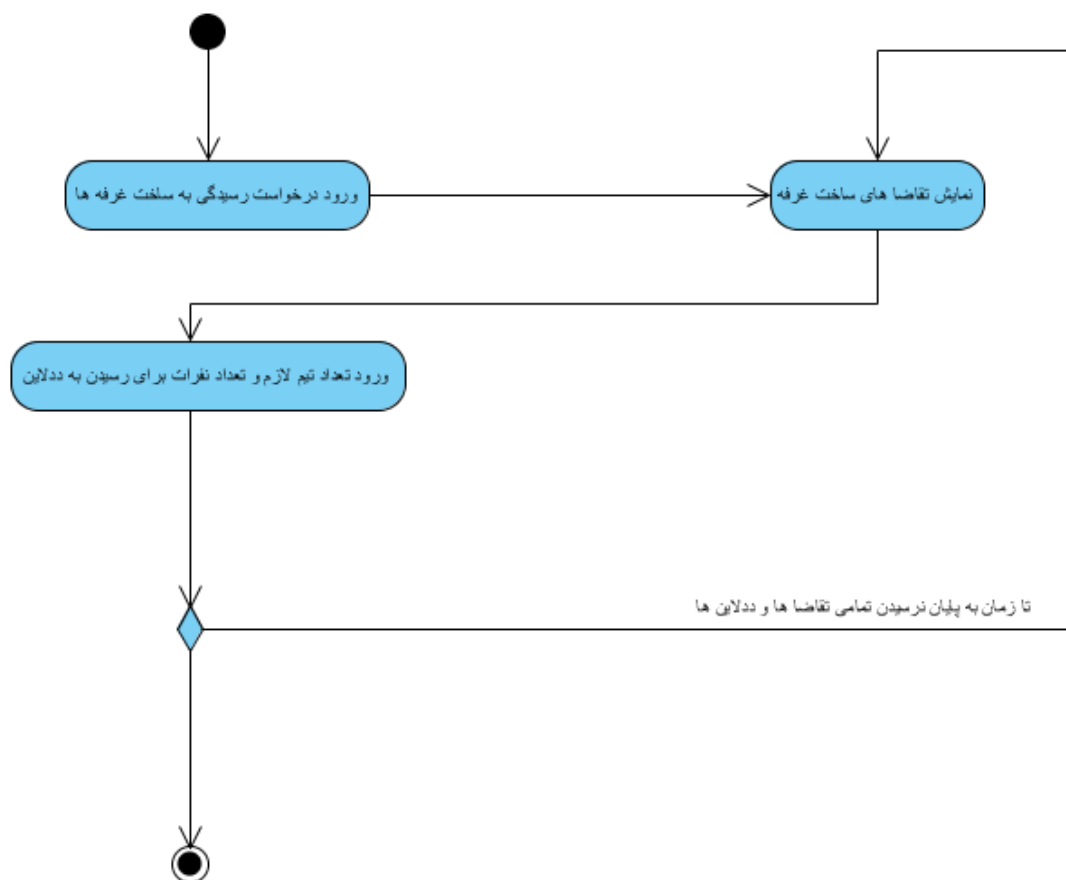 ورود درخواست رسیدگی به ساخت غرفه ها
نمایش تقاضا های ساخت غرفه
ورود تعداد تیم لازم و تعداد نفرات برای رسیدن به ددلاین
تا زمان به پایان نرسیدن تمامی تقاضا ها و ددلاین ها